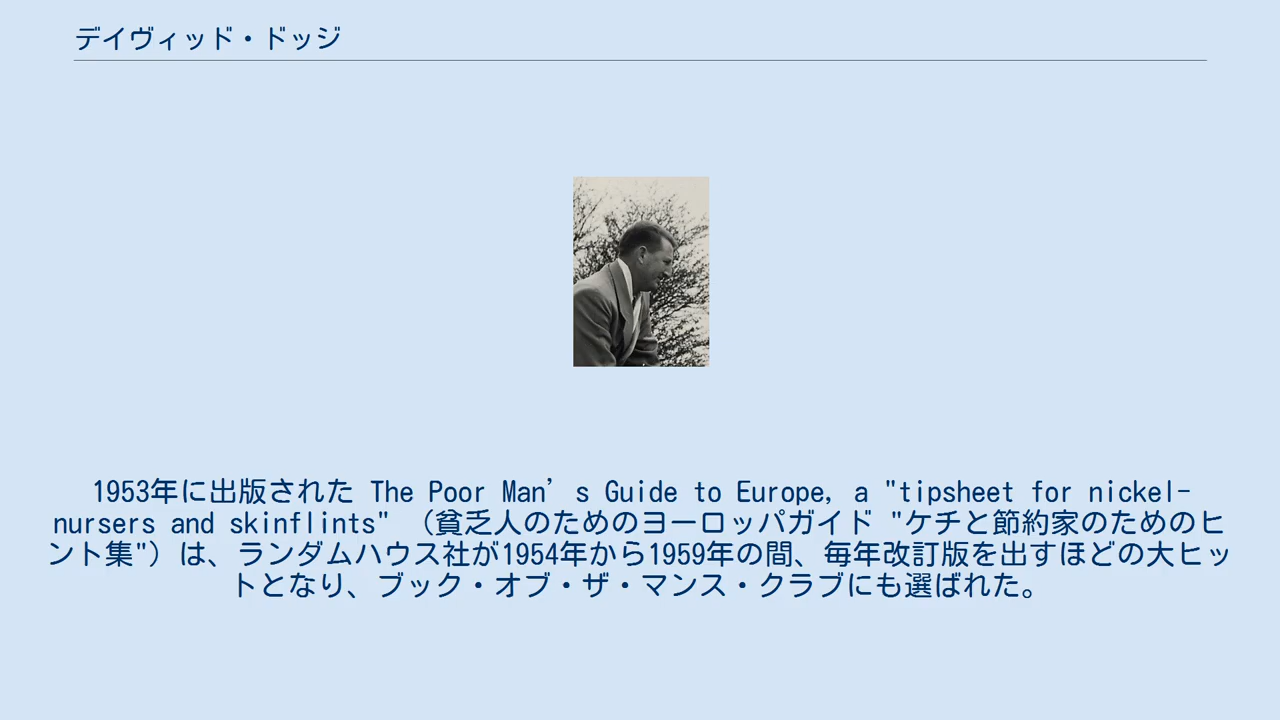 デイヴィッド・ドッジ
1953年に出版された The Poor Man’s Guide to Europe, a "tipsheet for nickel-
nursers and skinflints" （貧乏人のためのヨーロッパガイド "ケチと節約家のためのヒ
ント集"）は、ランダムハウス社が1954年から1959年の間、毎年改訂版を出すほどの大ヒッ
トとなり、ブック・オブ・ザ・マンス・クラブにも選ばれた。